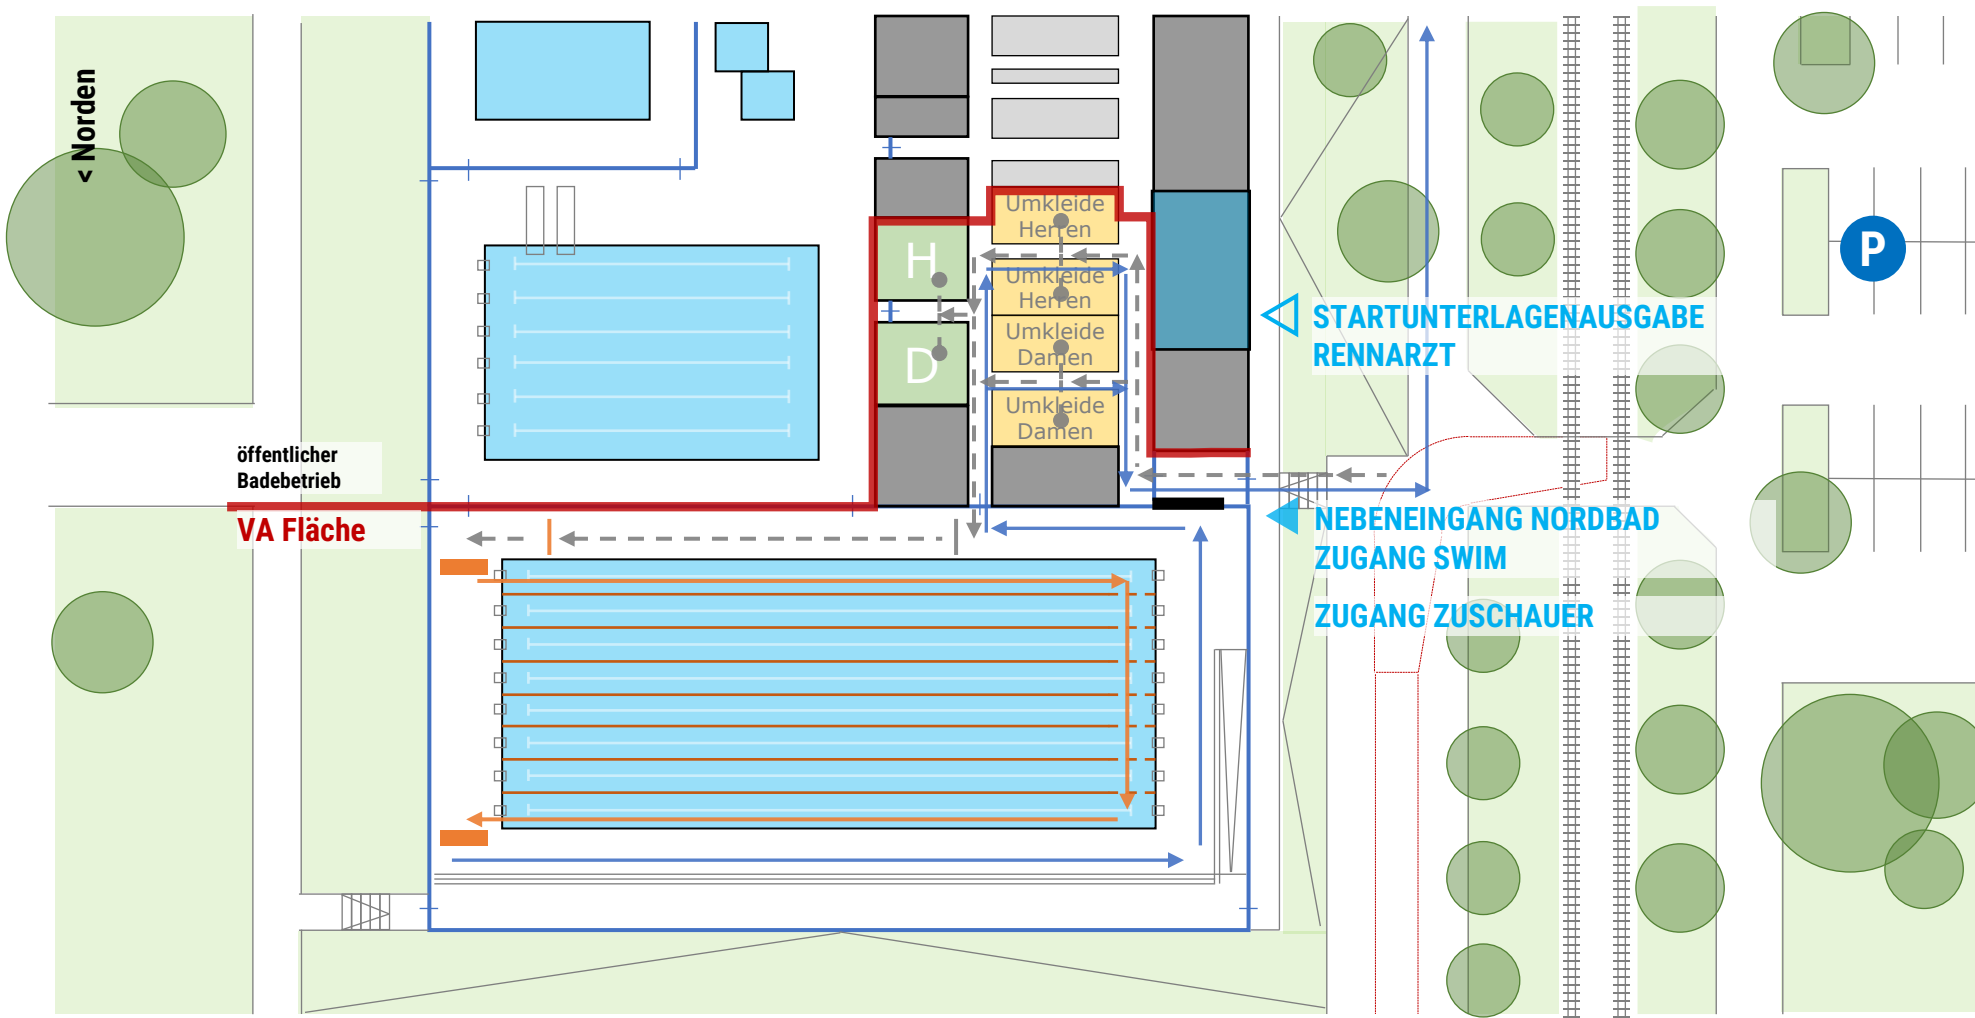 < Norden
Umkleide
Herren
H
Umkleide
Herren
P
STARTUNTERLAGENAUSGABE
RENNARZT
Umkleide
Damen
D
Umkleide
Damen
öffentlicher
Badebetrieb
VA Fläche
NEBENEINGANG NORDBAD
ZUGANG SWIM
ZUGANG ZUSCHAUER